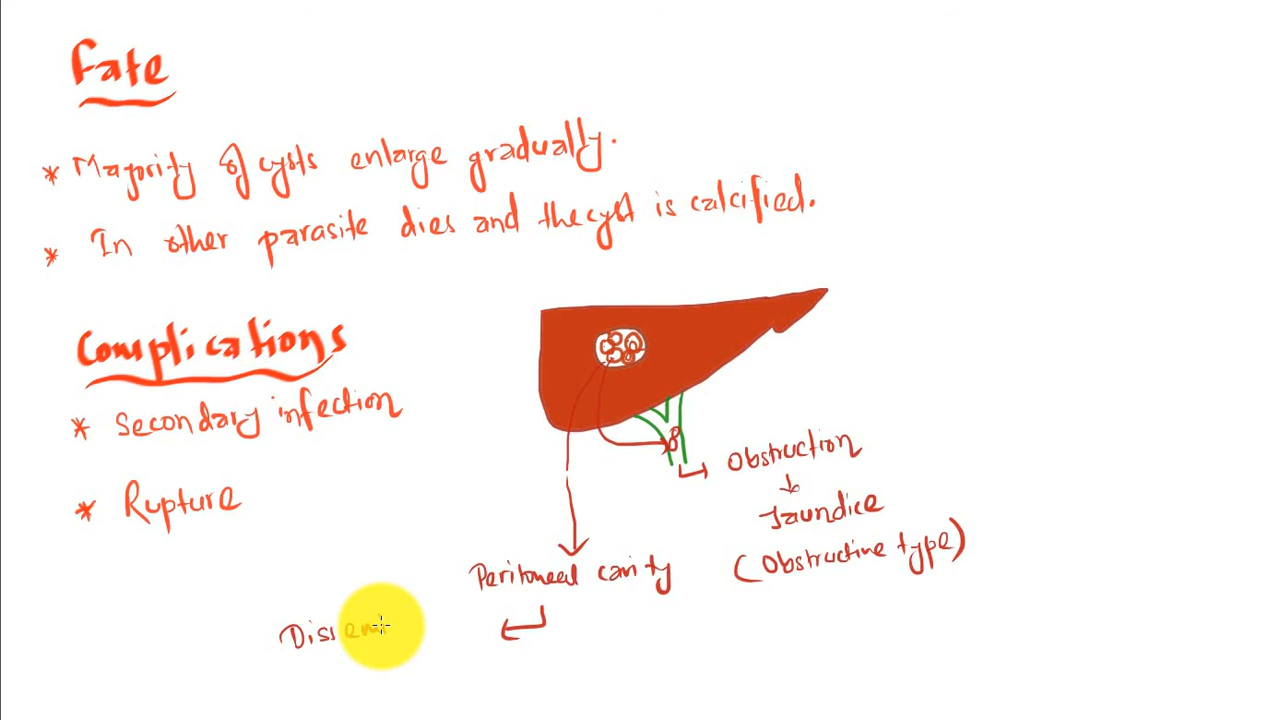 Fate
* Majority of cysts enlarge gradually.
* In other parasite dies and the cyst is calcified.
Complications
* Secondary infection
* Rupture
Obstruction
Jaundice
(Obstructive type)
Peritoneal cavity
Dissem